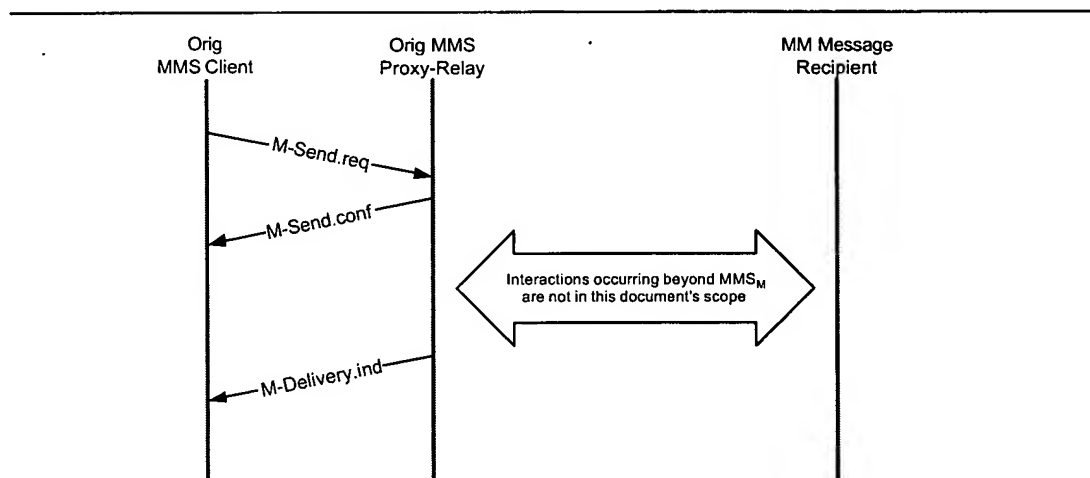 Orig
MMS Client
Orig MMS
Proxy-Relay
MM Message
Recipient
M-Send.req
M-Send.conf
Interactions occurring beyond MMSM
are not in this document's scope
M-Delivery.ind